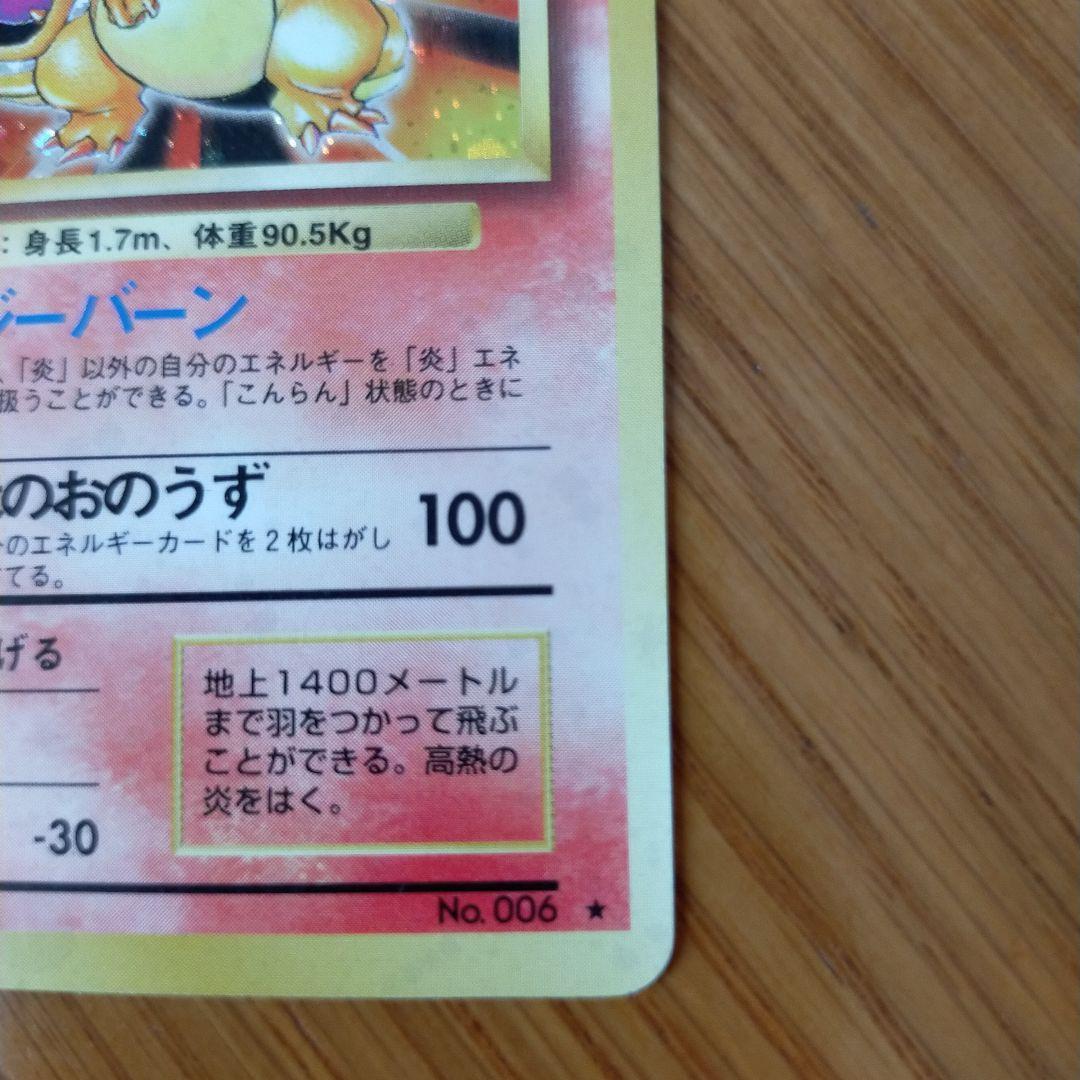 : 身長1.7m、体重90.5Kg
ジーバーン
、「炎」以外の自分のエネルギーを「炎」エネ
扱うことができる。「こんらん」状態のときに
のおのうず
100
のエネルギーカードを2枚はがし
てる。
げる
地上1400メートル
まで羽をつかって飛ぶ
ことができる。高熱の
炎をはく。
-30
No. 006 ★